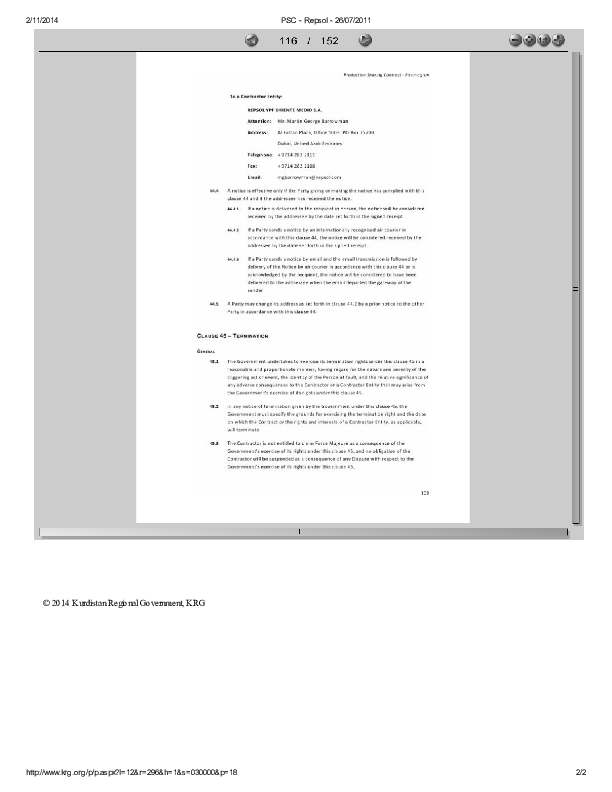 2/11/2014
PSC - Repsol - 26/07/2011
116 / 152
Production Sharing Contract -
To a Contractor Entity:
REPSOL YPF ORIENTE MEDIO S.A.
Attention: Mr. Martin George Barrowman
Address: Office PO Box
Dubai, United Arab Emirates
Telephone:
Fax:
Email:
44.4 A notice is effective only if the Party giving or making the notice has complied with this
clause 44 and if the addressee has received the notice.
44.4.1 If a notice is delivered to the recipient in person, the notice will be considered
received by the addressee by the date set forth in the signed receipt.
44.4.2 If a Party sends a notice by an internationally recognised air courier in
accordance with this clause 44, the notice will be considered received by the
addressee by the date set forth in the signed receipt.
44.4.3 If a Party sends a notice by email and the email transmission is followed by
delivery of the Notice by air courier in accordance with this clause 44 or is
acknowledged by the recipient, the notice will be considered to have been
delivered to the addressee when the email departed the gateway of the
sender.
44.5 A Party may change its address as set forth in clause 44.2 by a prior notice to the other
Party in accordance with this clause 44.
CLAUSE 45 – TERMINATION
GENERAL
45.1 The Government undertakes to exercise its termination rights under this clause 45 in a
reasonable and proportionate manner, having regard for the nature and severity of the
triggering act or event, the identity of the Person at fault, and the relative significance of
any adverse consequences to the Contractor or a Contractor Entity that may arise from
the Government's exercise of its rights under this clause 45.
45.2 In any notice of termination given by the Government under this clause 45, the
Government must specify the grounds for exercising the termination right and the date
on which the Contract or the rights and interests of a Contractor Entity, as applicable,
will terminate.
45.3 The Contractor is not entitled to claim Force Majeure as a consequence of the
Government's exercise of its rights under this clause 45, and no obligation of the
Contractor will be suspended as a consequence of any Dispute with respect to the
Government's exercise of its rights under this clause 45.
© 2014 Kurdistan Regional Government, KRG
http://www.krg.org/p/p.aspx?l=12&r=296&h=1&s=030000&p=18
2/2